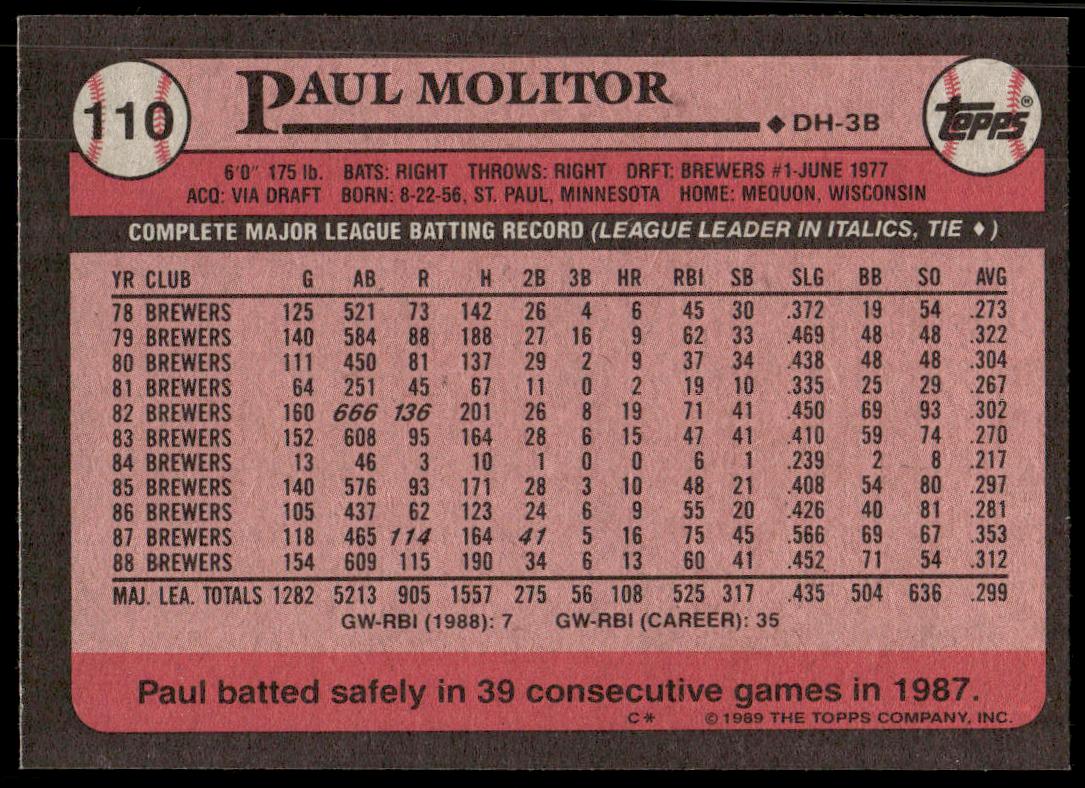 110 PAUL MOLITOR ◆ DH-3B TOPPS®
6'0" 175 lb. BATS: RIGHT THROWS: RIGHT DRFT: BREWERS #1-JUNE 1977
ACQ: VIA DRAFT BORN: 8-22-56, ST. PAUL, MINNESOTA HOME: MEQUON, WISCONSIN
COMPLETE MAJOR LEAGUE BATTING RECORD (LEAGUE LEADER IN ITALICS, TIE ♦)
YR CLUB G AB R H 2B 3B HR RBI SB SLG BB SO AVG
78 BREWERS 125 521 73 142 26 4 6 45 30 .372 19 54 .273
79 BREWERS 140 584 88 188 27 16 9 62 33 .469 48 48 .322
80 BREWERS 111 450 81 137 29 2 9 37 34 .438 48 48 .304
81 BREWERS 64 251 45 67 11 0 2 19 10 .335 25 29 .267
82 BREWERS 160 666 136 201 26 8 19 71 41 .450 69 93 .302
83 BREWERS 152 608 95 164 28 6 15 47 41 .410 59 74 .270
84 BREWERS 13 46 3 10 1 0 0 6 1 .239 2 8 .217
85 BREWERS 140 576 93 171 28 3 10 48 21 .408 54 80 .297
86 BREWERS 105 437 62 123 24 6 9 55 20 .426 40 81 .281
87 BREWERS 118 465 114 164 41 5 16 75 45 .566 69 67 .353
88 BREWERS 154 609 115 190 34 6 13 60 41 .452 71 54 .312
MAJ. LEA. TOTALS 1282 5213 905 1557 275 56 108 525 317 .435 504 636 .299
GW-RBI (1988): 7 GW-RBI (CAREER): 35
Paul batted safely in 39 consecutive games in 1987.
C* © 1989 THE TOPPS COMPANY, INC.